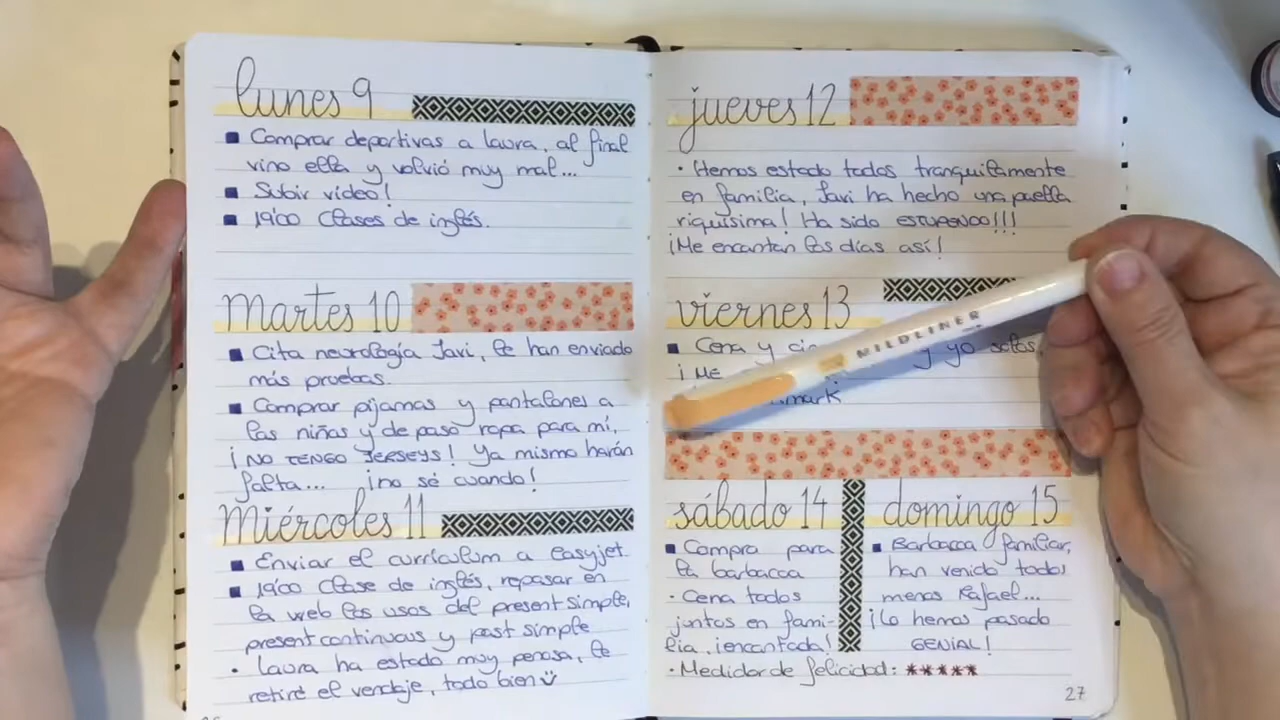 lunes 9
Comprar deportivas a Laura, al final
vino ella y volvió muy mal...
Subir vídeo!
19'00 Clases de inglés.
martes 10
Cita neurología Javi, le han enviado
más pruebas.
Comprar pijamas y pantalones a
las niñas y de paso ropa para mí,
¡NO TENGO JERSEYS! Ya mismo harán
falta... ¡no sé cuando!
miércoles 11
Enviar el currículum a easyjet
19'00 Clase de inglés, repasar en
la web los usos del present simple,
present continuous y past simple
• Laura ha estado muy penosa, le
retiré el vendaje, todo bien
jueves 12
• Hemos estado todos tranquilamente
en familia, Javi ha hecho una paella
riquísima! Ha sido ESTUPENDO!!!
¡Me encantan los días así!
viernes 13
Cena y y yo solos,
¡ME
MILDLINER
sábado 14
Compra para
la barbacoa
• Cena todos
juntos en fami-
lia, ¡encantada!
• Medidor de felicidad: *****
domingo 15
Barbacoa familiar,
han venido todos
menos Rafael...
¡Lo hemos pasado
GENIAL!
27